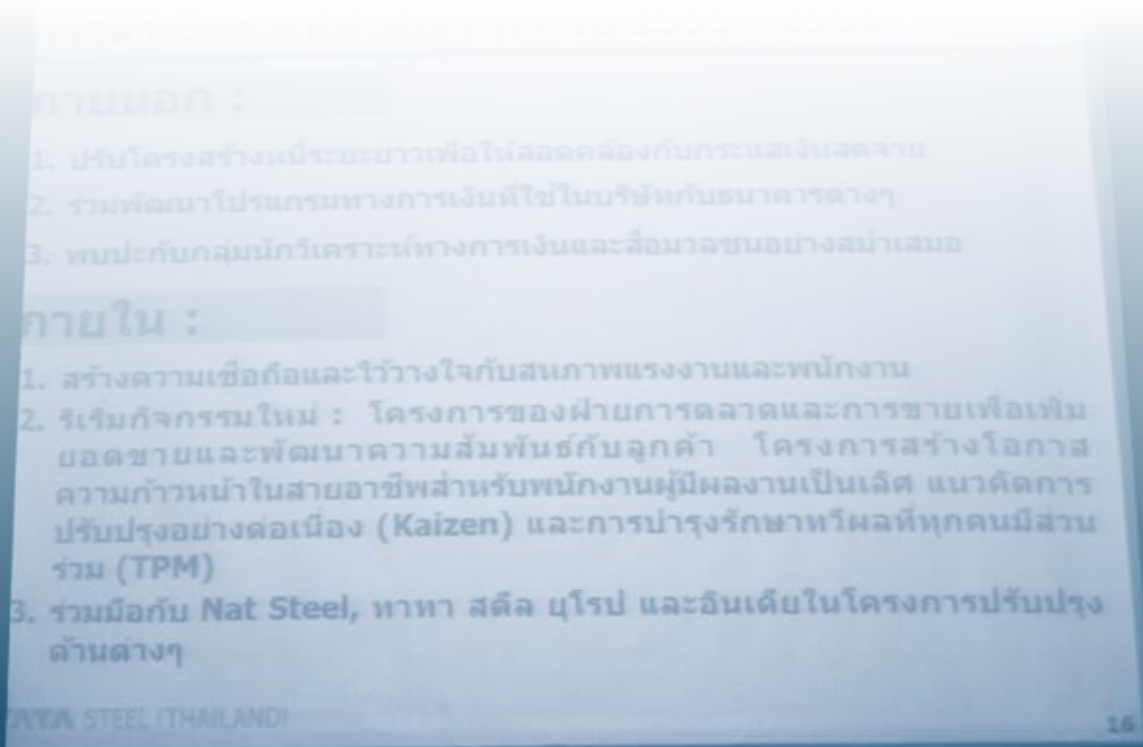 ภายนอก :
1. ปรับโครงสร้างหนี้ระยะยาวเพื่อให้สอดคล้องกับกระแสเงินสดจ่าย
2. ร่วมพัฒนาโปรแกรมทางการเงินที่ใช้ในบริษัทกับธนาคารต่างๆ
3. พบปะกับกลุ่มนักวิเคราะห์ทางการเงินและสื่อมวลชนอย่างสม่ำเสมอ
ภายใน :
1. สร้างความเชื่อถือและไว้วางใจกับสหภาพแรงงานและพนักงาน
2. ริเริ่มกิจกรรมใหม่ : โครงการของฝ่ายการตลาดและการขายเพื่อเพิ่ม
ยอดขายและพัฒนาความสัมพันธ์กับลูกค้า โครงการสร้างโอกาส
ความก้าวหน้าในสายอาชีพสำหรับพนักงานผู้มีผลงานเป็นเลิศ แนวคิดการ
ปรับปรุงอย่างต่อเนื่อง (Kaizen) และการบำรุงรักษาทวีผลที่ทุกคนมีส่วน
ร่วม (TPM)
3. ร่วมมือกับ Nat Steel, ทาทา สตีล ยุโรป และอินเดียในโครงการปรับปรุง
ด้านต่างๆ
TATA STEEL (THAILAND)
16